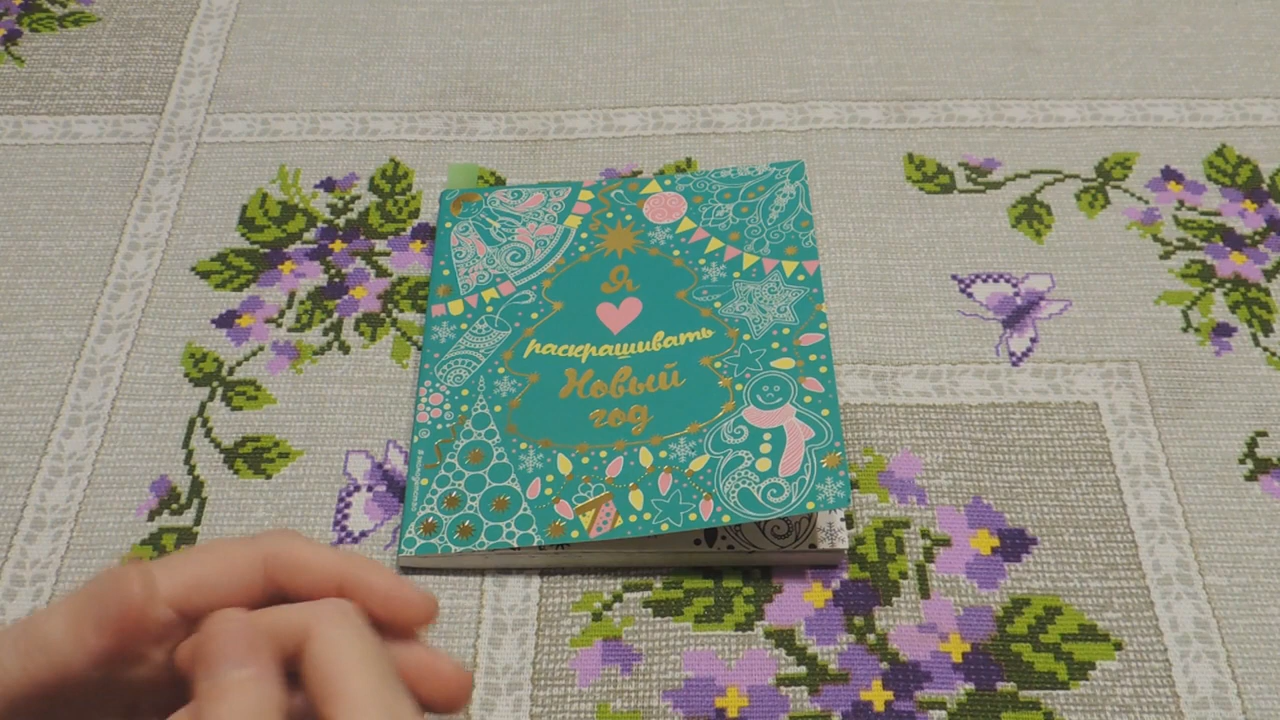 Я
раскрашивать
Новый
год